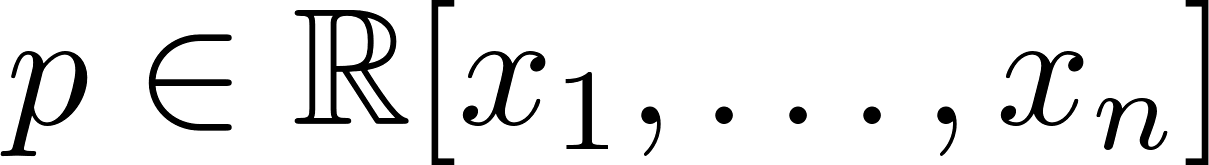 p ∈ ℝ[x₁, . . . , xₙ]